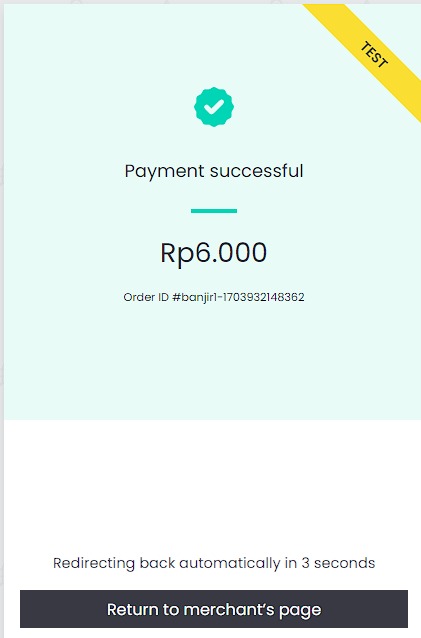 TEST
Payment successful
Rp6.000
Order ID #banjir1-1703932148362
Redirecting back automatically in 3 seconds
Return to merchant's page